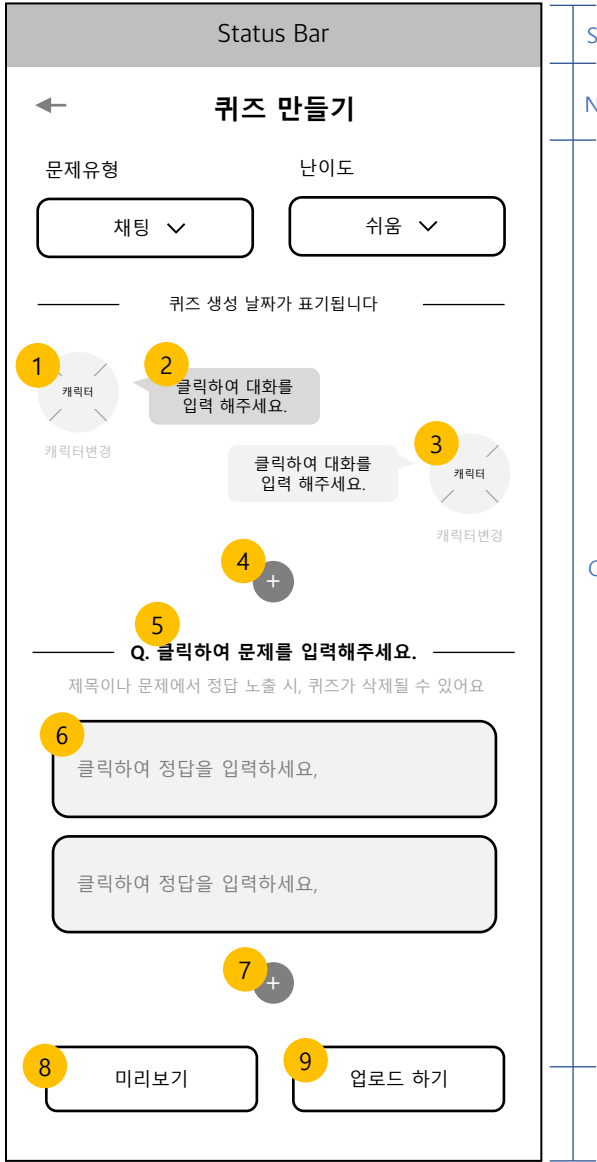 Status Bar
S
퀴즈 만들기
N
문제유형
난이도
채팅
쉬움
퀴즈 생성 날짜가 표기됩니다
1
2
캐릭터
클릭하여 대화를
입력 해주세요.
캐릭터변경
3
클릭하여 대화를
입력 해주세요.
캐릭터
캐릭터변경
4
+
C
5
Q. 클릭하여 문제를 입력해주세요.
제목이나 문제에서 정답 노출 시, 퀴즈가 삭제될 수 있어요
6
클릭하여 정답을 입력하세요,
클릭하여 정답을 입력하세요,
7
+
8
미리보기
9
업로드 하기